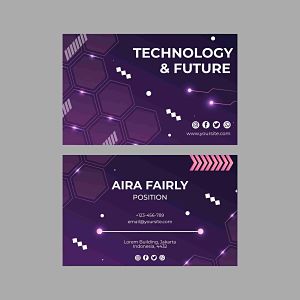 TECHNOLOGY
& FUTURE
www.yoursite.com
AIRA FAIRLY
POSITION
+123-456-789
email@yoursite.com
Lorem Building, Jakarta
Indonesia, 4432